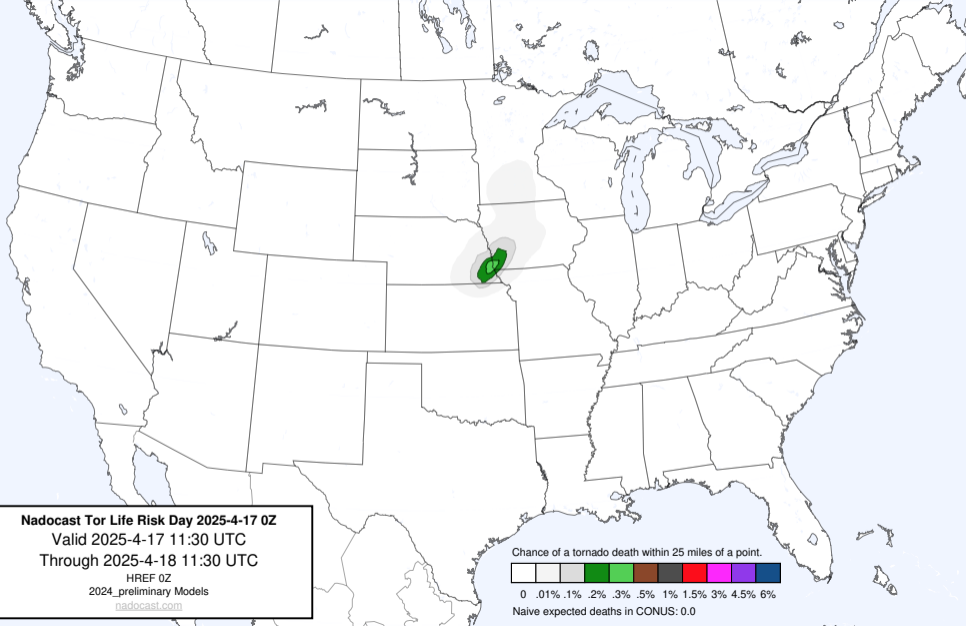 Nadocast Tor Life Risk Day 2025-4-17 0Z
Valid 2025-4-17 11:30 UTC
Through 2025-4-18 11:30 UTC
HREF 0Z
2024_preliminary Models
nadocast.com
Chance of a tornado death within 25 miles of a point.
0 .01% .1% .2% .3% .5% 1% 1.5% 3% 4.5% 6%
Naive expected deaths in CONUS: 0.0